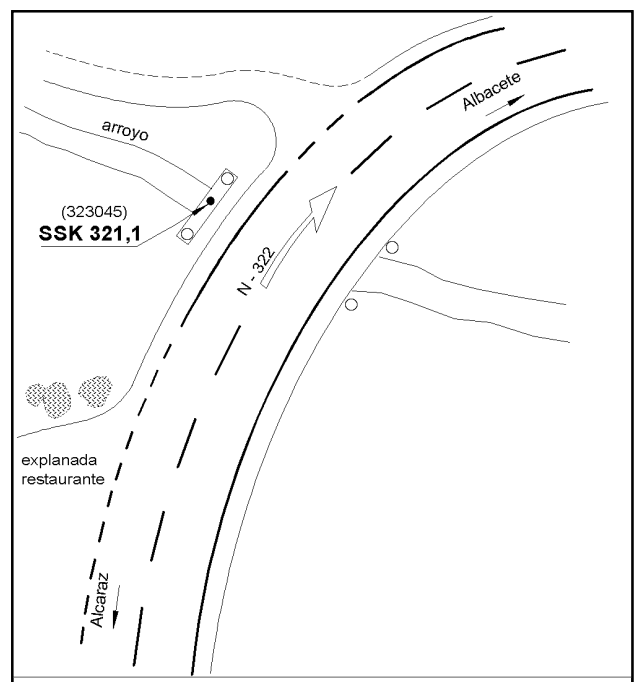 Albacete
arroyo
(323045)
SSK 321,1
N - 322
explanada
restaurante
Alcaraz